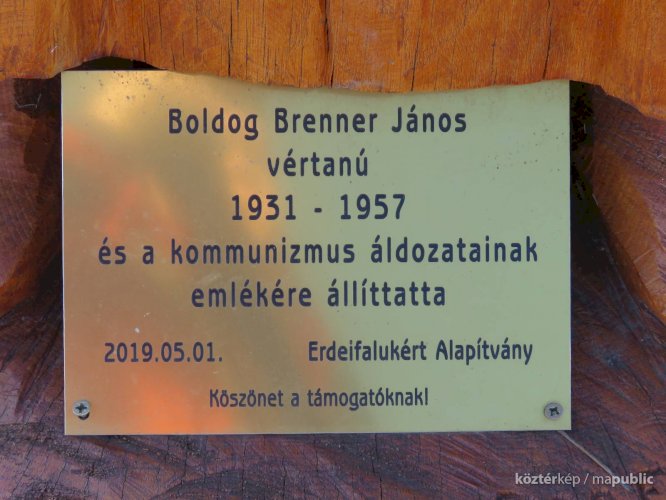 Boldog Brenner János
vértanú
1931 - 1957
és a kommunizmus áldozatainak
emlékére állíttatta
2019.05.01. Erdeifalukért Alapítvány
Köszönet a támogatóknak!
köztérkép / mapublic